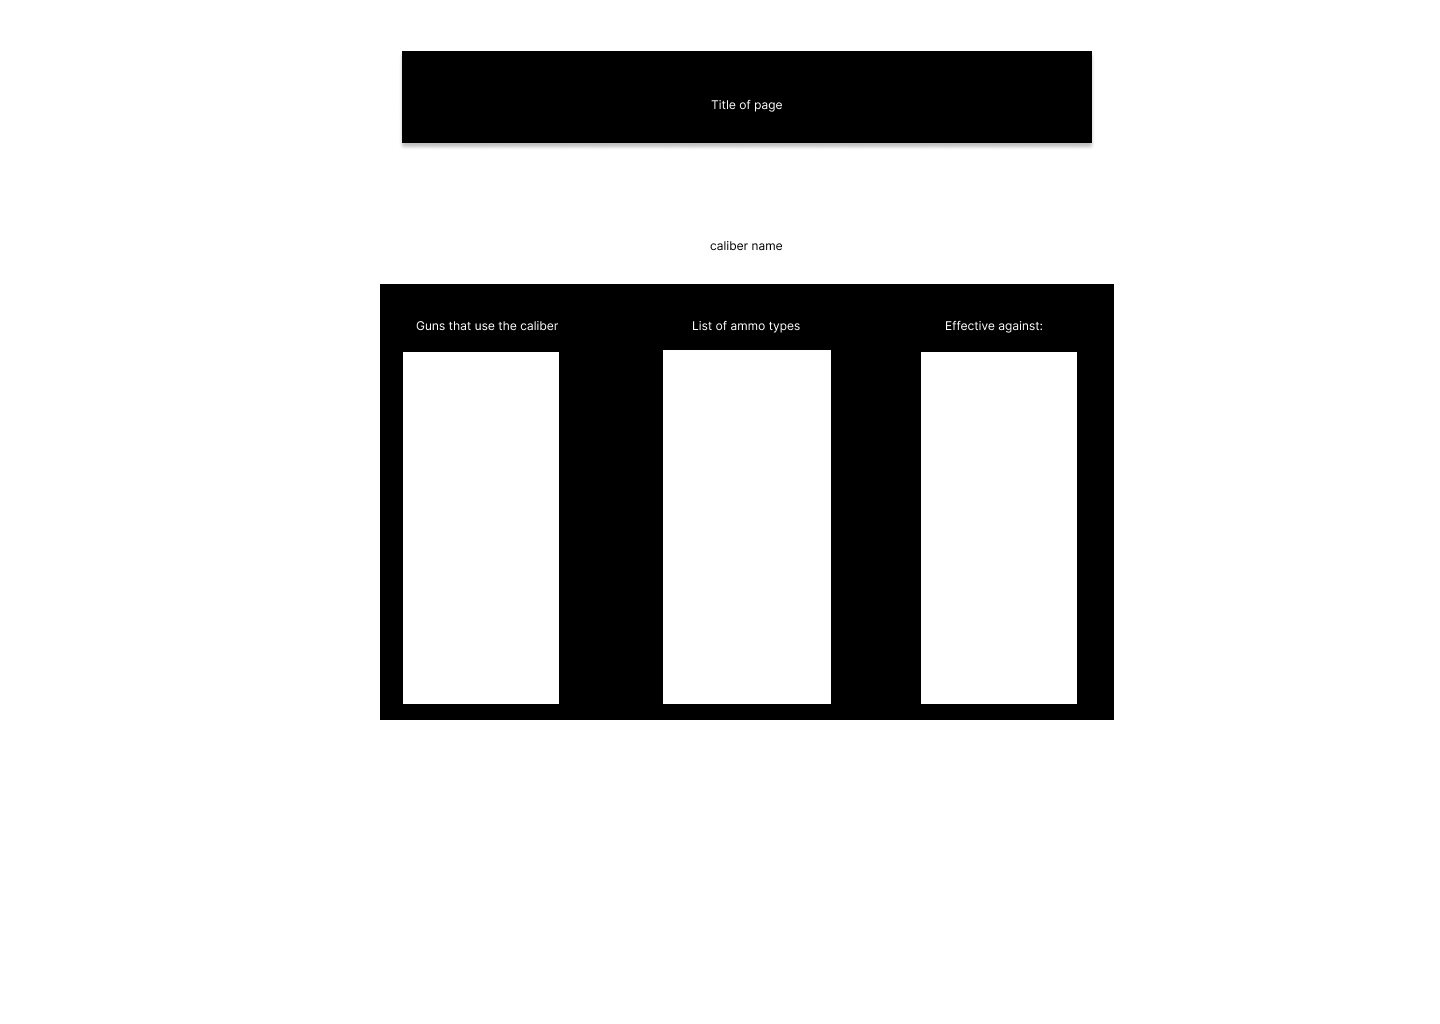 Title of page
caliber name
Guns that use the caliber
List of ammo types
Effective against: